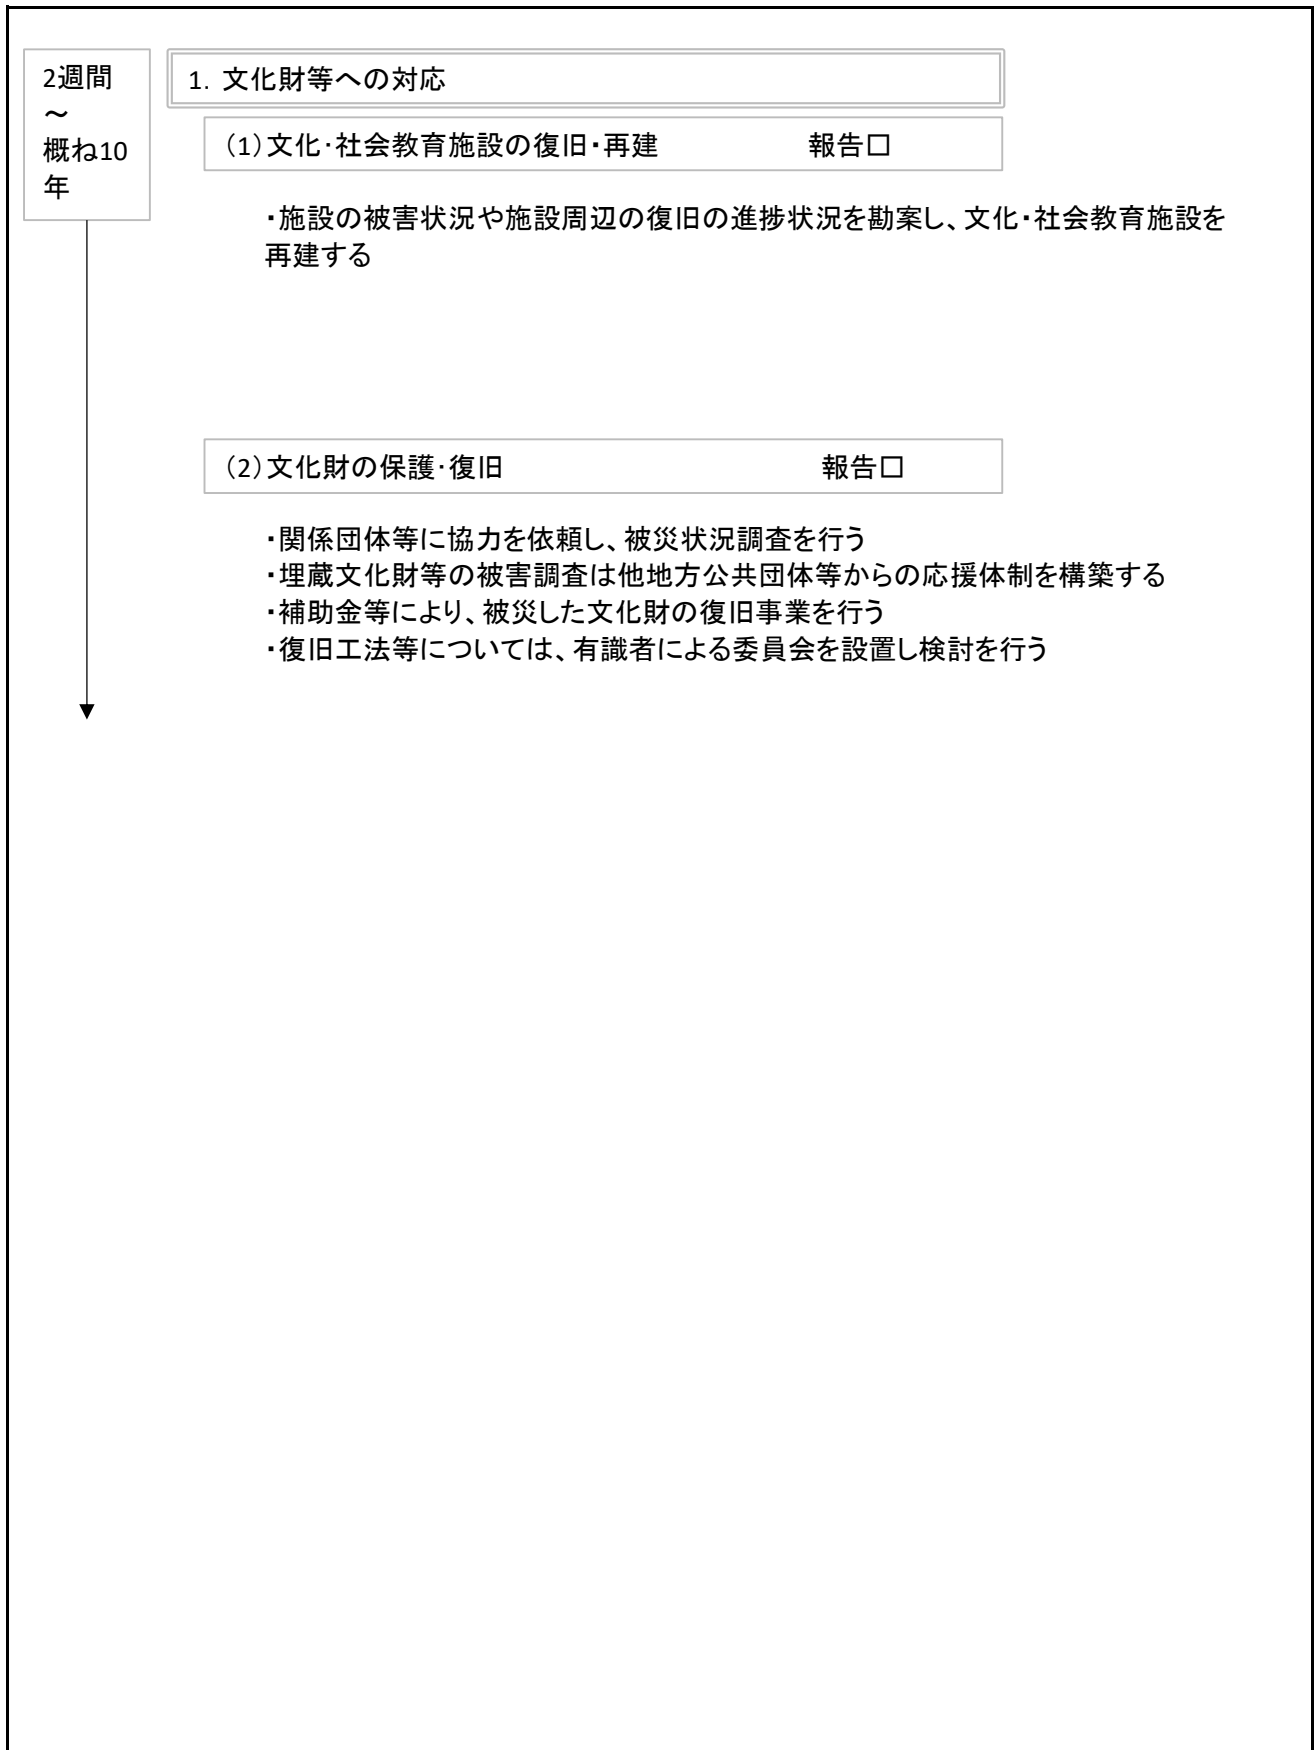 2週間
～
概ね10
年
1. 文化財等への対応
(1)文化･社会教育施設の復旧・再建 報告□
・施設の被害状況や施設周辺の復旧の進捗状況を勘案し、文化・社会教育施設を
再建する
(2)文化財の保護･復旧 報告□
・関係団体等に協力を依頼し、被災状況調査を行う
・埋蔵文化財等の被害調査は他地方公共団体等からの応援体制を構築する
・補助金等により、被災した文化財の復旧事業を行う
・復旧工法等については、有識者による委員会を設置し検討を行う